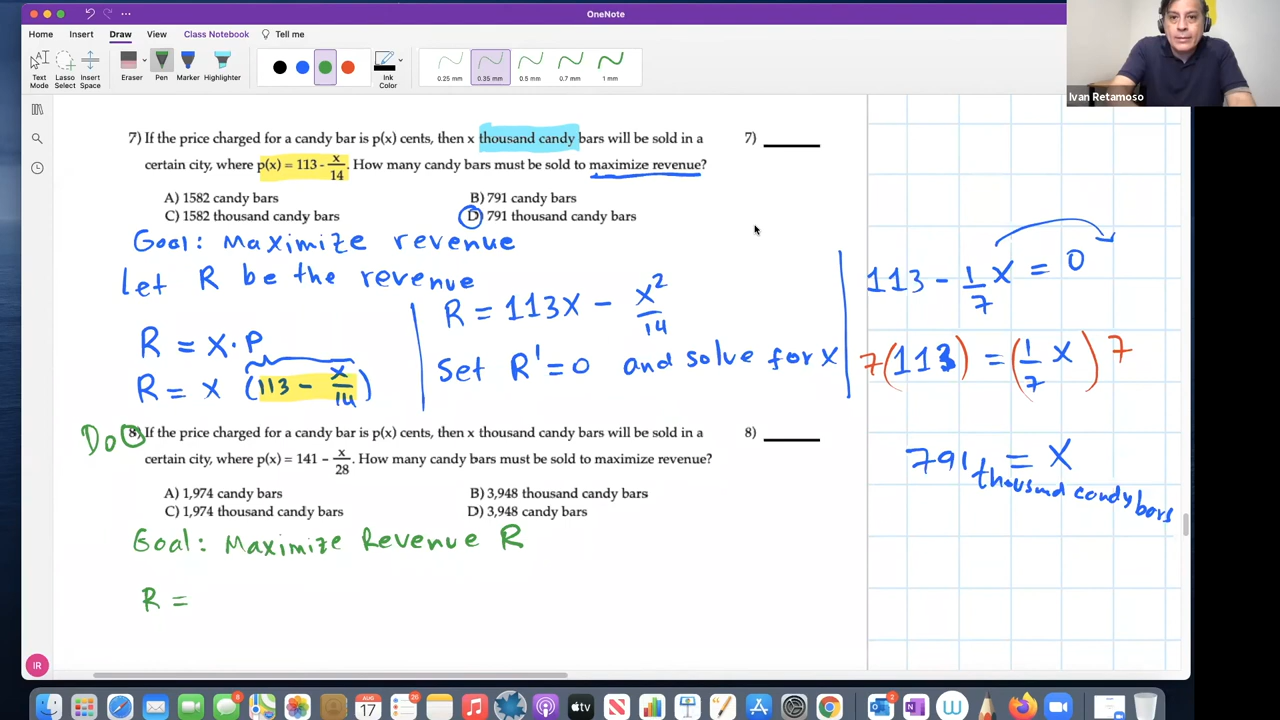 OneNote
Home Insert Draw View Class Notebook Tell me
Text Mode
Lasso Select
Insert Space
Eraser
Pen
Marker
Highlighter
Ink Color
0.25 mm
0.35 mm
0.5 mm
0.7 mm
1 mm
Ivan Retamoso
7) If the price charged for a candy bar is p(x) cents, then x thousand candy bars will be sold in a 7)
certain city, where p(x) = 113 - x/14. How many candy bars must be sold to maximize revenue?
A) 1582 candy bars B) 791 candy bars
C) 1582 thousand candy bars D) 791 thousand candy bars
Goal: Maximize revenue
let R be the revenue
R = x·P
R = x (113 - x/14)
R = 113x - x²/14
Set R' = 0 and solve for x
113 - 1/7 x = 0
7(113) = (1/7 x) 7
791 = x
thousand candy bars
Do
8) If the price charged for a candy bar is p(x) cents, then x thousand candy bars will be sold in a 8)
certain city, where p(x) = 141 - x/28. How many candy bars must be sold to maximize revenue?
A) 1,974 candy bars B) 3,948 thousand candy bars
C) 1,974 thousand candy bars D) 3,948 candy bars
Goal: Maximize Revenue R
R =
IR
8
AUG
17
26
tv
2